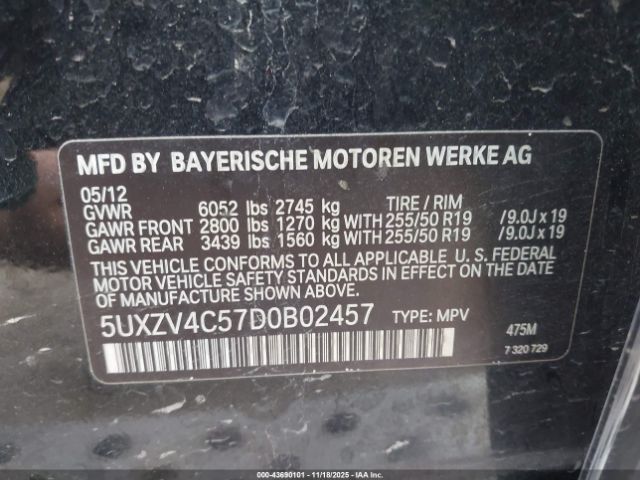 MFD BY BAYERISCHE MOTOREN WERKE AG
05/12
GVWR 6052 lbs 2745 kg TIRE / RIM
GAWR FRONT 2800 lbs 1270 kg WITH 255/50 R19 /9.0J x 19
GAWR REAR 3439 lbs 1560 kg WITH 255/50 R19 /9.0J x 19
THIS VEHICLE CONFORMS TO ALL APPLICABLE U. S. FEDERAL
MOTOR VEHICLE SAFETY STANDARDS IN EFFECT ON THE
DATE OF MANUFACTURE SHOWN ABOVE.
5UXZV4C57D0B02457 TYPE: MPV
475M
7 320 729
000-43690101 - 11/18/2025 - IAAI.COM